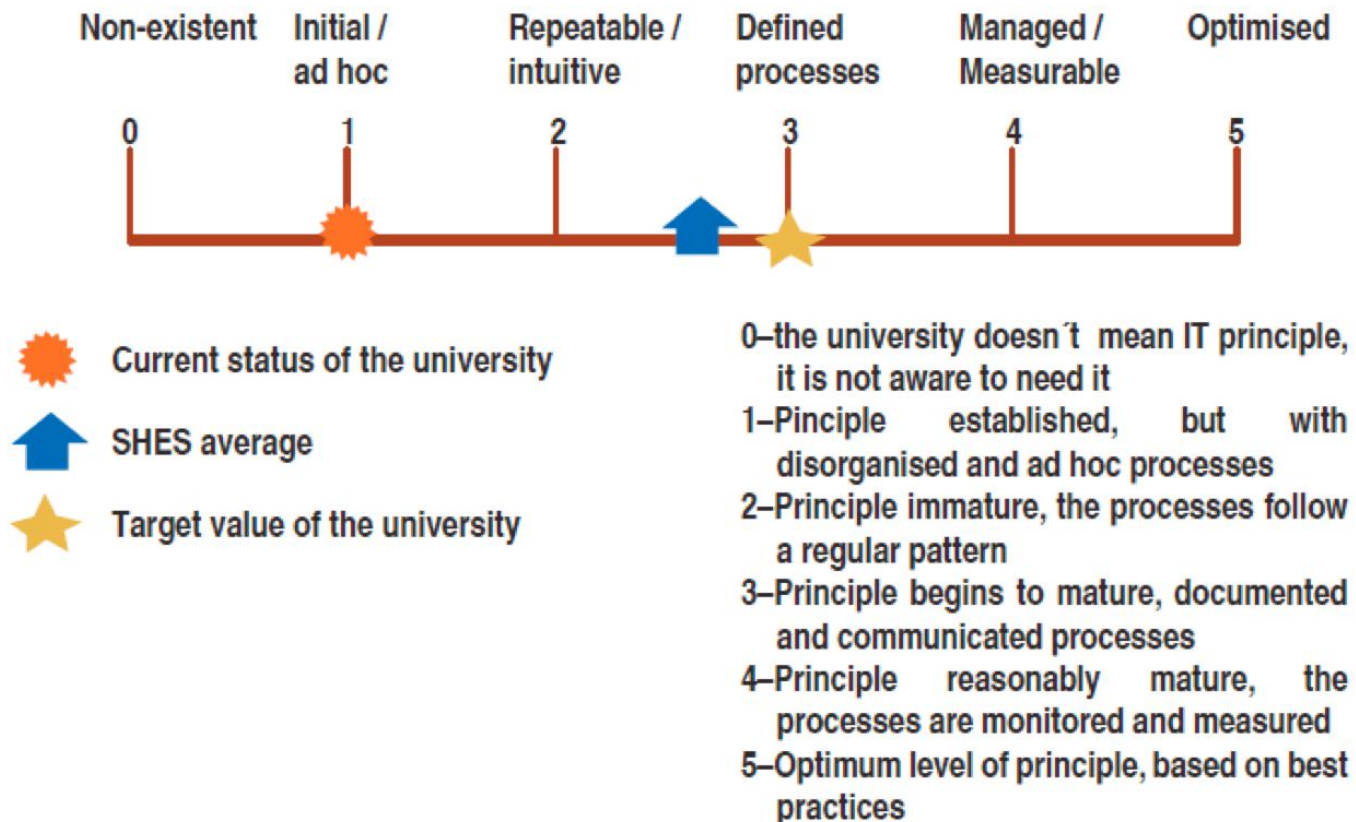 Non-existent Initial / Repeatable / Defined Managed / Optimised
ad hoc intuitive processes Measurable
0 1 2 3 4 5
Current status of the university
SHES average
Target value of the university
0–the university doesn´t mean IT principle,
it is not aware to need it
1–Pinciple established, but with
disorganised and ad hoc processes
2–Principle immature, the processes follow
a regular pattern
3–Principle begins to mature, documented
and communicated processes
4–Principle reasonably mature, the
processes are monitored and measured
5–Optimum level of principle, based on best
practices